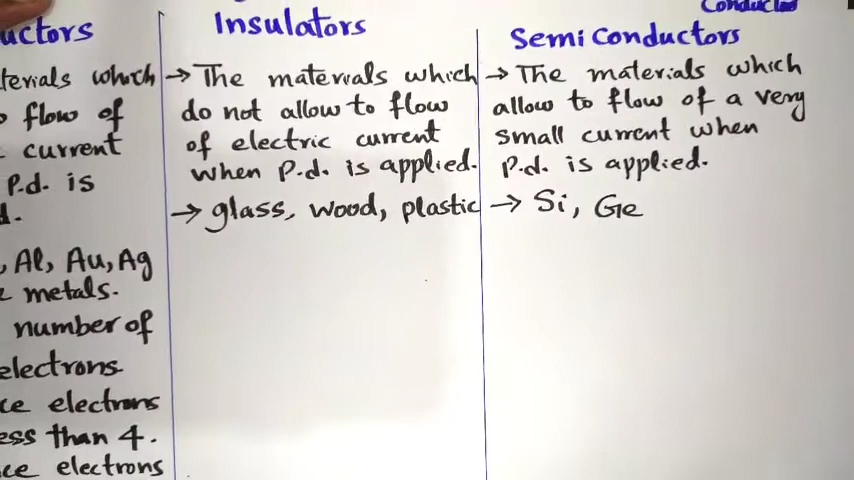 Conducted
uctors
terials which
flow of
current
P.d. is
d.
, Al, Au, Ag
metals.
number of
electrons
ce electrons
ess than 4.
ce electrons
Insulators
→ The materials which
do not allow to flow
of electric current
when P.d. is applied.
→ glass, wood, plastic
Semi Conductors
→ The materials which
allow to flow of a very
small current when
P.d. is applied.
→ Si, Ge